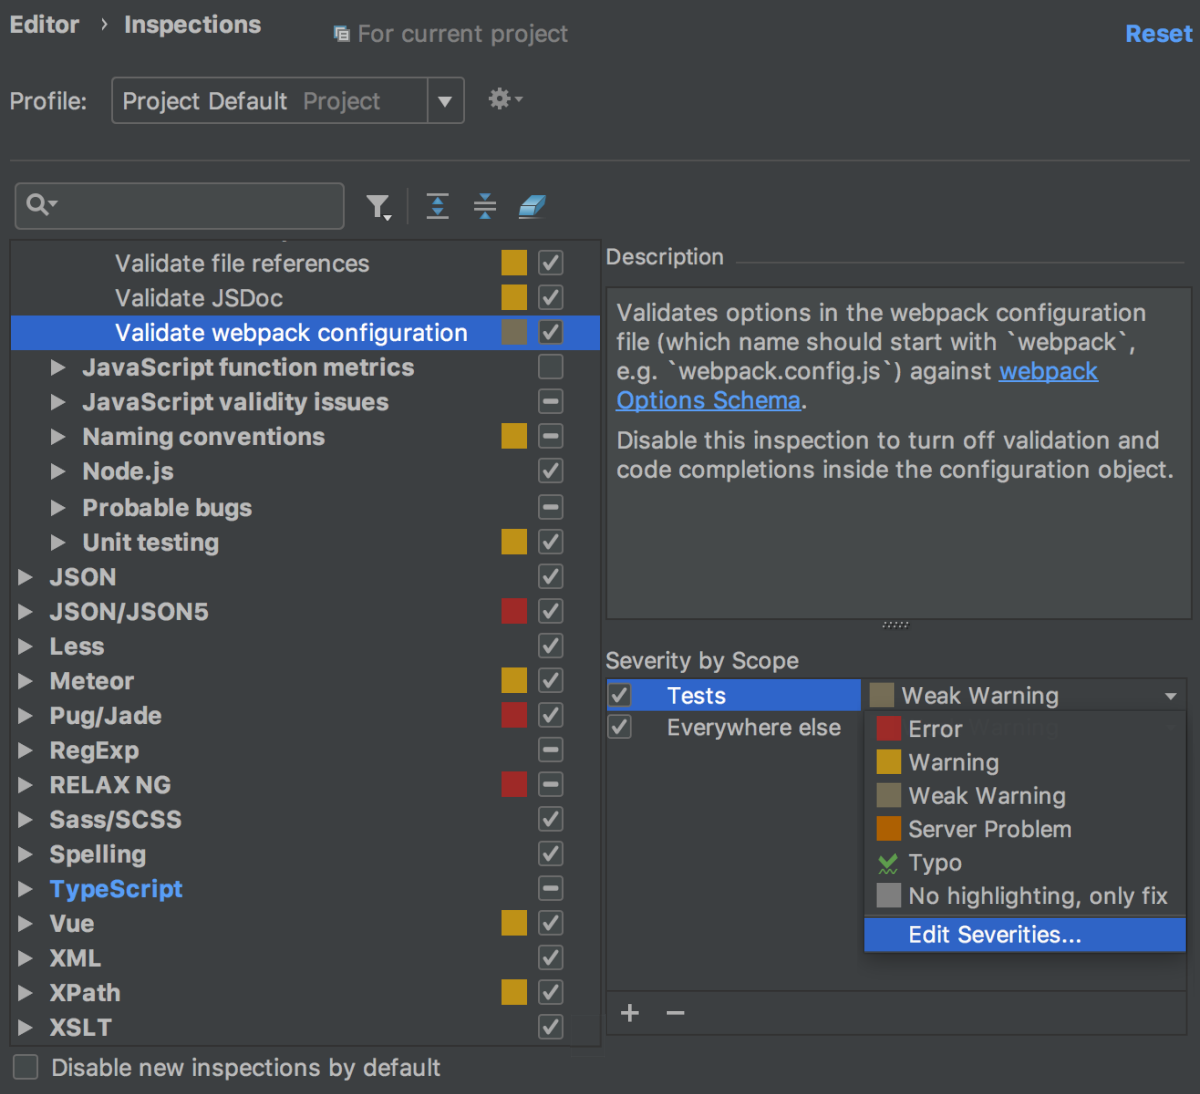 Editor › Inspections
For current project
Reset
Profile:
Project Default Project
Validate file references
Validate JSDoc
Validate webpack configuration
JavaScript function metrics
JavaScript validity issues
Naming conventions
Node.js
Probable bugs
Unit testing
JSON
JSON/JSON5
Less
Meteor
Pug/Jade
RegExp
RELAX NG
Sass/SCSS
Spelling
TypeScript
Vue
XML
XPath
XSLT
Disable new inspections by default
Description
Validates options in the webpack configuration
file (which name should start with `webpack`,
e.g. `webpack.config.js`) against webpack
Options Schema.
Disable this inspection to turn off validation and
code completions inside the configuration object.
Severity by Scope
Tests
Weak Warning
Everywhere else
Error
Warning
Weak Warning
Server Problem
Typo
No highlighting, only fix
Edit Severities...